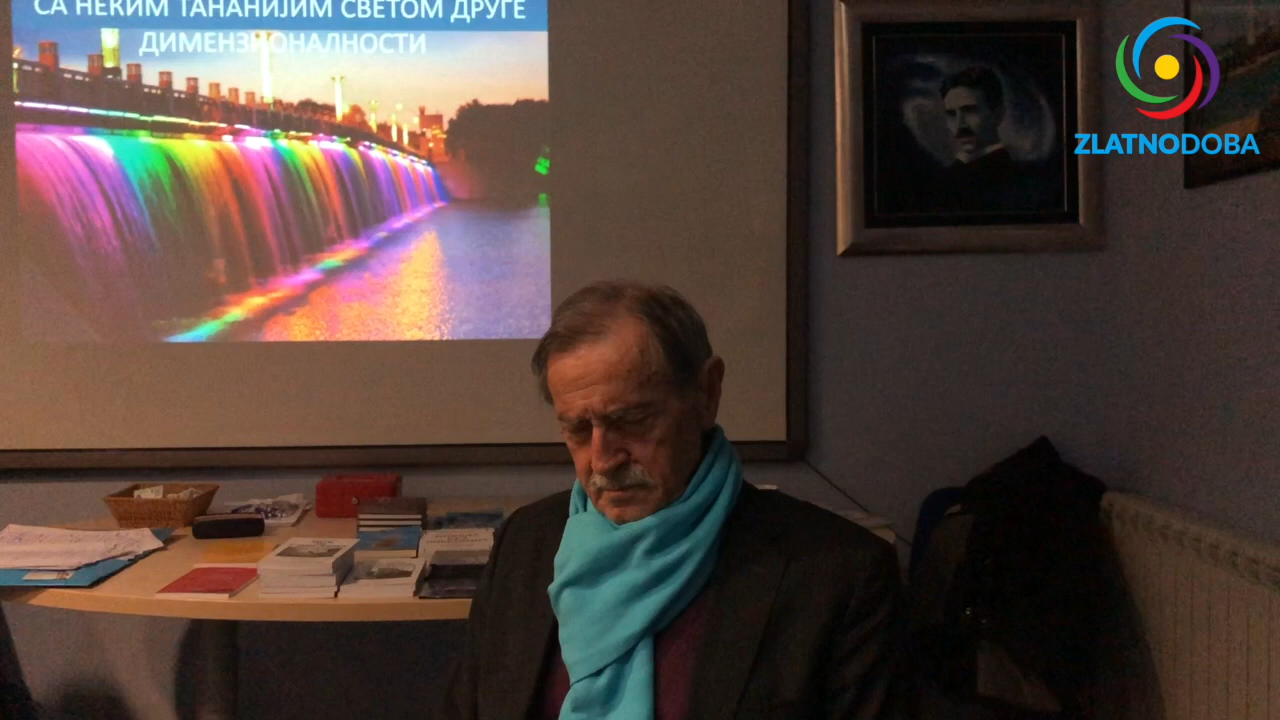 СА НЕКИМ ТАНАНИЈИМ СВЕТОМ ДРУГЕ
ДИМЕНЗИОНАЛНОСТИ
ZLATNODOBA